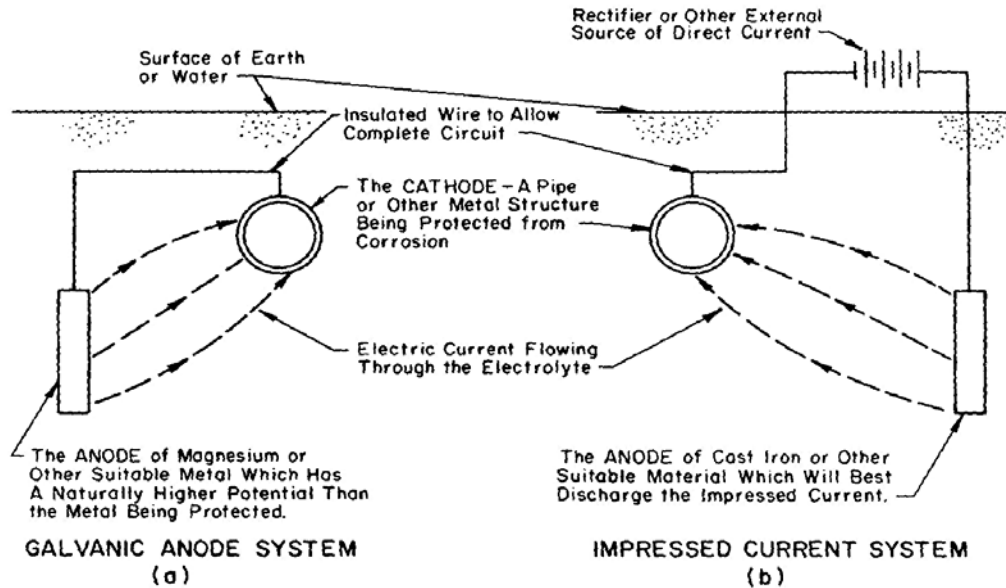 Rectifier or Other External
Source of Direct Current
Surface of Earth
or Water
Insulated Wire to Allow
Complete Circuit
The CATHODE - A Pipe
or Other Metal Structure
Being Protected from
Corrosion
Electric Current Flowing
Through the Electrolyte
The ANODE of Magnesium or
Other Suitable Metal Which Has
A Naturally Higher Potential Than
the Metal Being Protected.
The ANODE of Cast Iron or Other
Suitable Material Which Will Best
Discharge the Impressed Current.
GALVANIC ANODE SYSTEM
(a)
IMPRESSED CURRENT SYSTEM
(b)